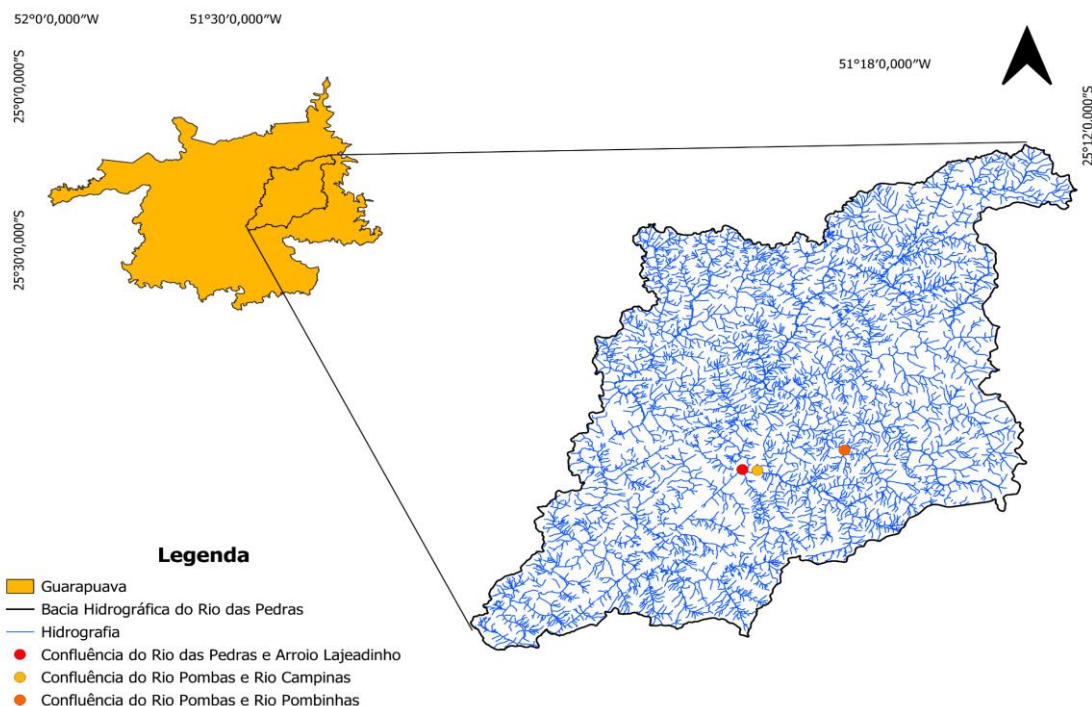 52°0′0,000″W
51°30′0,000″W
25°0′0,000″S
25°30′0,000″S
51°18′0,000″W
25°12′0,000″S
Legenda
Guarapuava
Bacia Hidrográfica do Rio das Pedras
Hidrografia
Confluência do Rio das Pedras e Arroio Lajeadinho
Confluência do Rio Pombas e Rio Campinas
Confluência do Rio Pombas e Rio Pombinhas